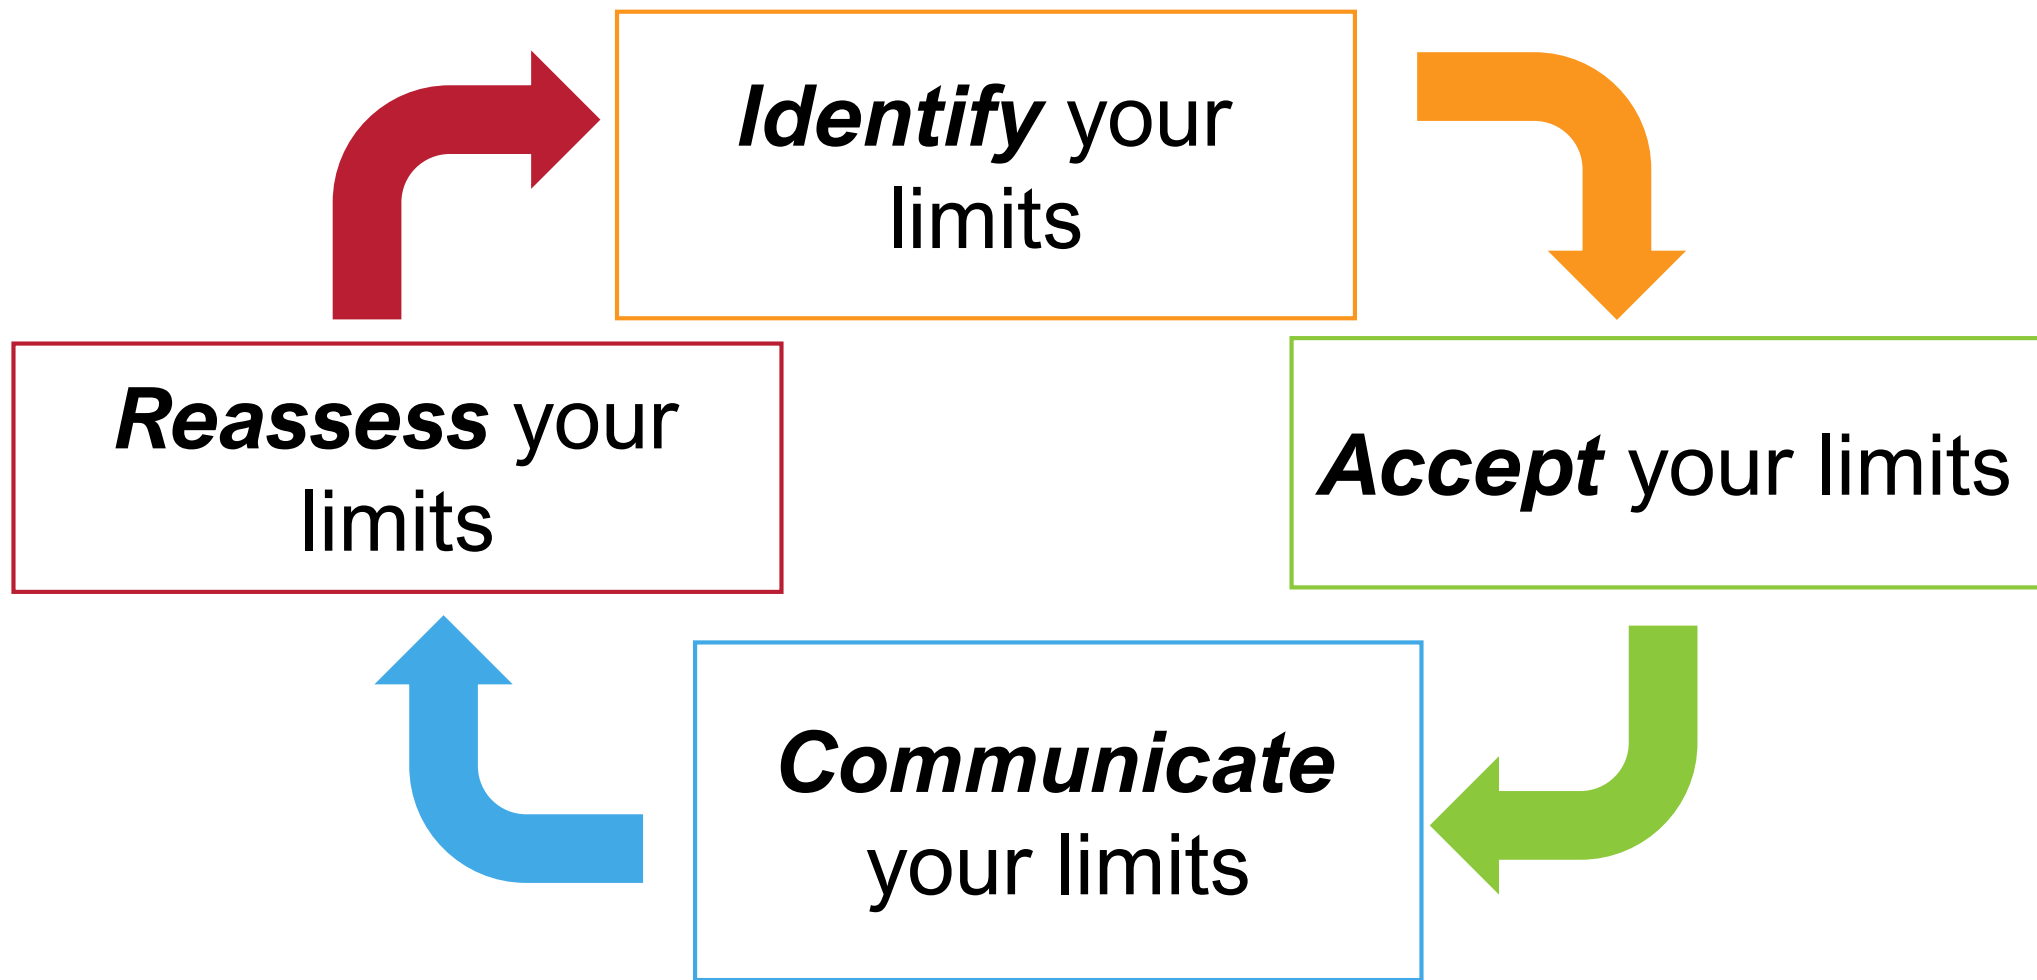 Identify your
limits
Accept your limits
Communicate
your limits
Reassess your
limits